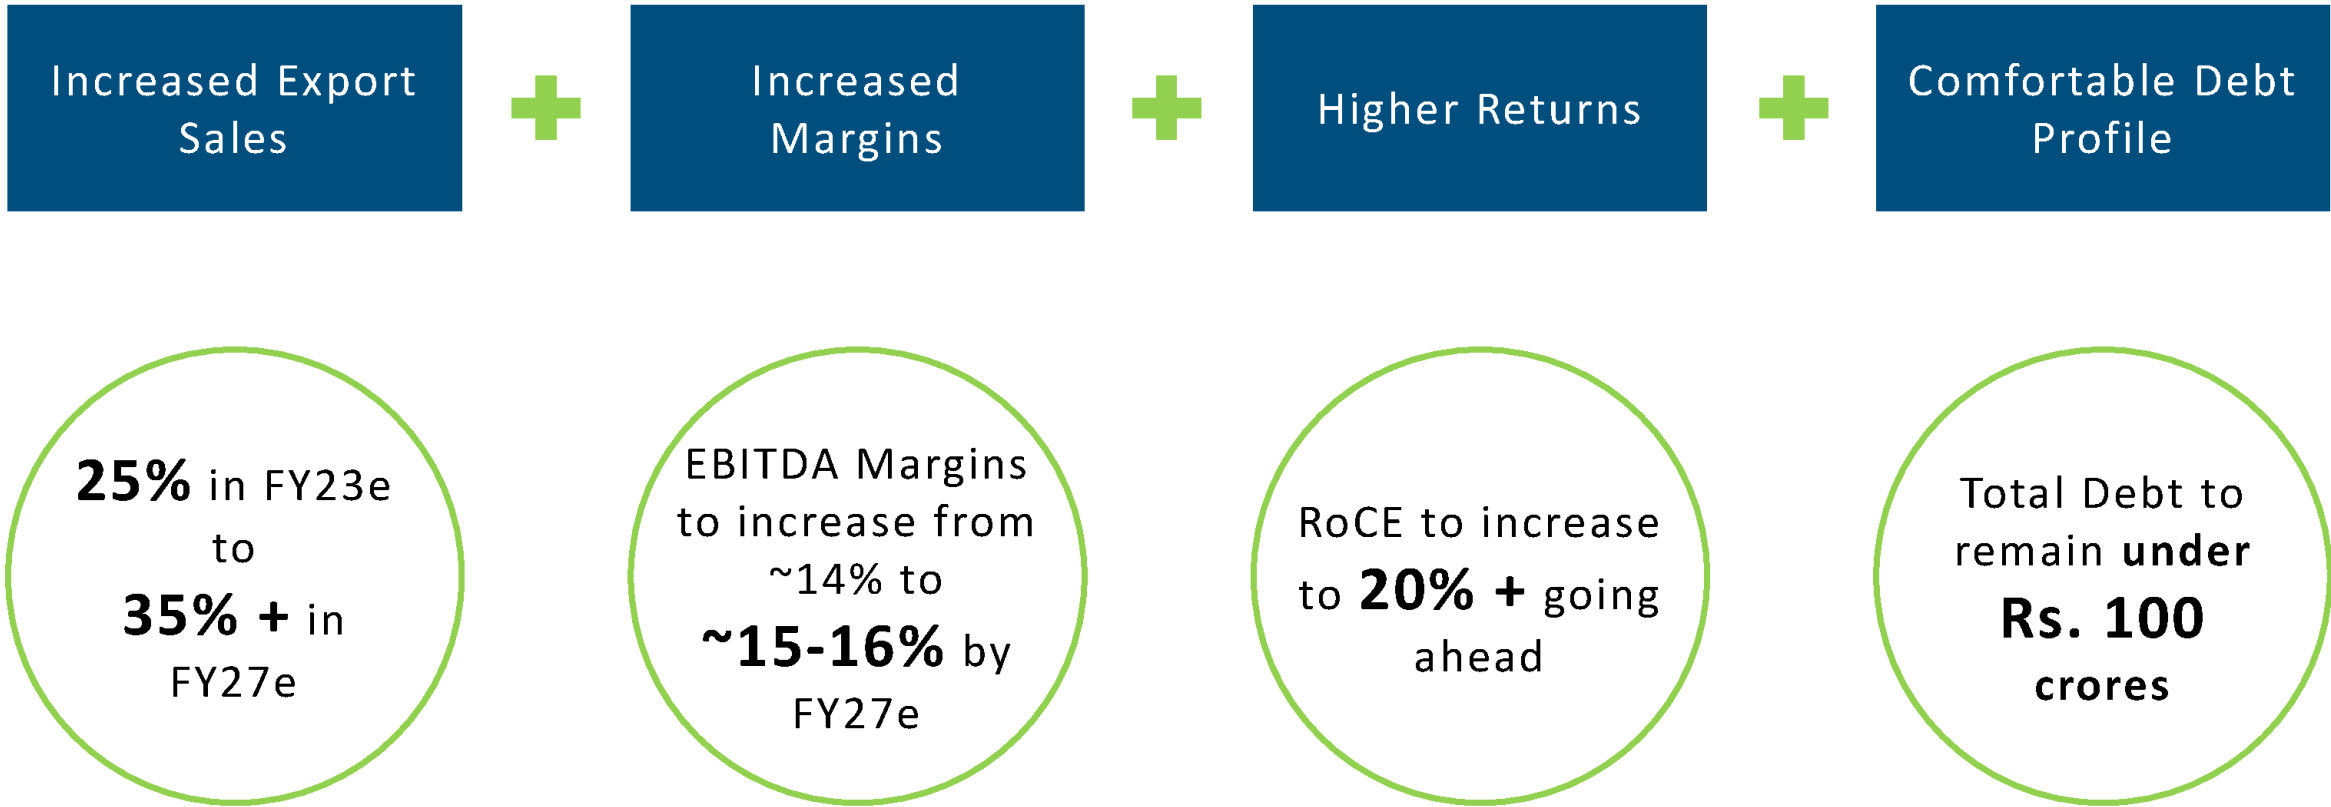 Increased Export
Sales
Increased
Margins
Higher Returns
Comfortable Debt
Profile
25% in FY23e
to
35% + in
FY27e
EBITDA Margins
to increase from
~14% to
~15-16% by
FY27e
RoCE to increase
to 20% + going
ahead
Total Debt to
remain under
Rs. 100
crores